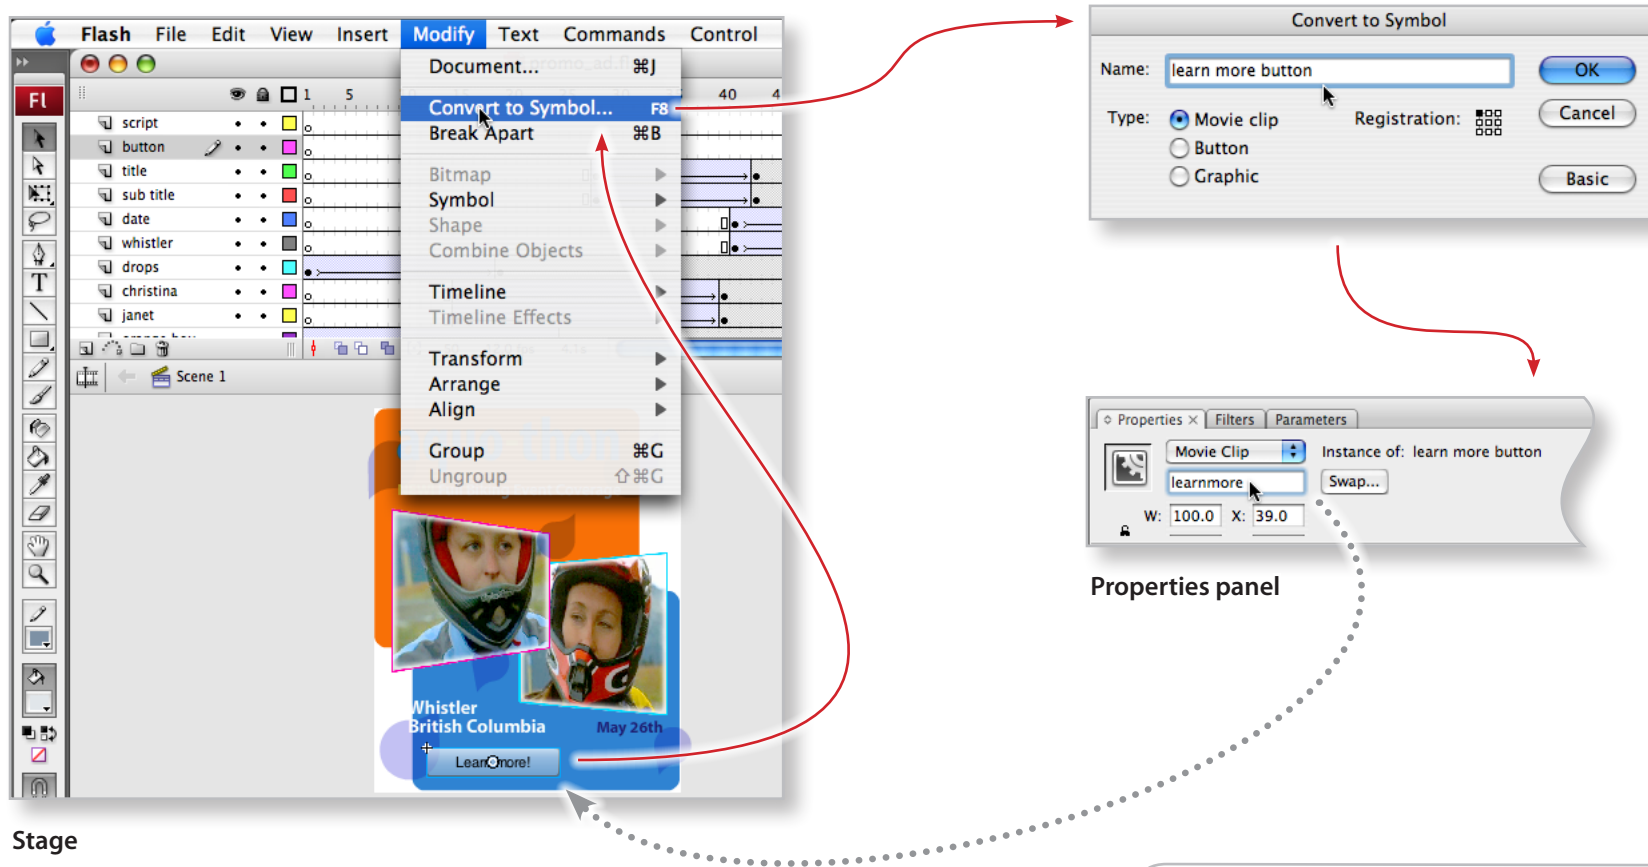 Flash File Edit View Insert Modify Text Commands Control
Fl
1 5 40 4
script
button
title
sub title
date
whistler
drops
christina
janet
Scene 1
Document... ⌘J
Convert to Symbol... F8
Break Apart ⌘B
Bitmap
Symbol
Shape
Combine Objects
Timeline
Timeline Effects
Transform
Arrange
Align
Group ⌘G
Ungroup ⇧⌘G
Whistler
British Columbia
May 26th
Learn more!
Stage
Convert to Symbol
Name: learn more button
OK
Type: Movie clip
Registration:
Cancel
Button
Graphic
Basic
Properties Filters Parameters
Movie Clip
Instance of: learn more button
learnmore
Swap...
W: 100.0 X: 39.0
Properties panel